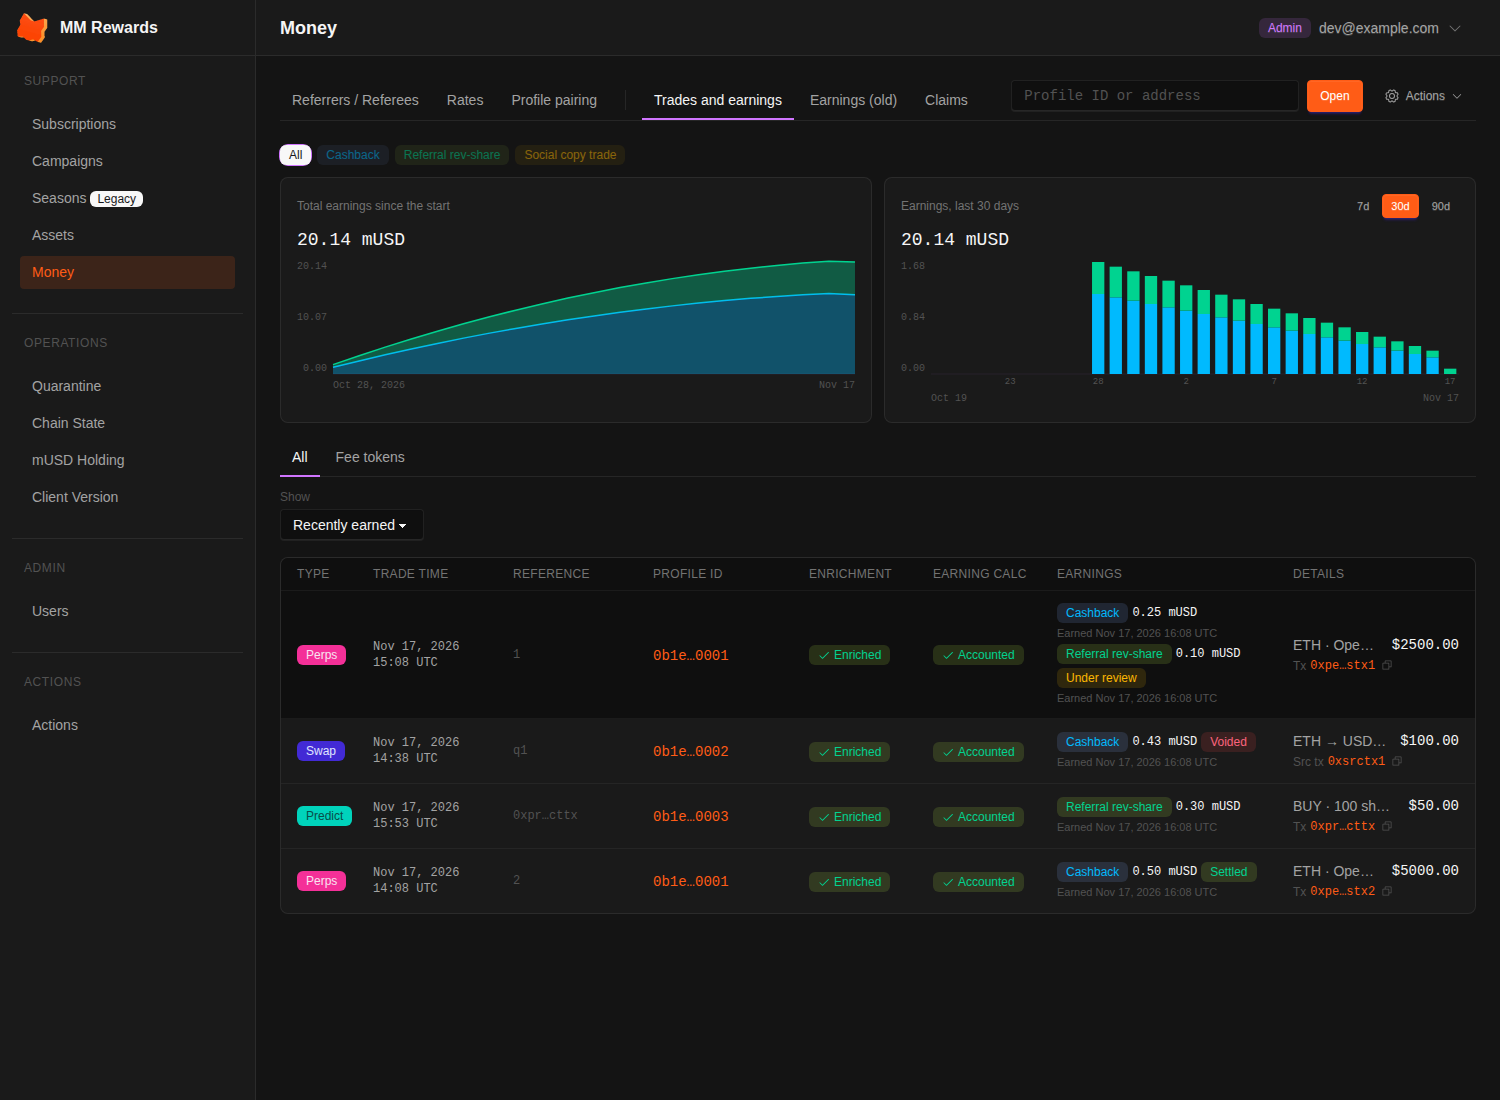 MM Rewards
Money
Admin dev@example.com
SUPPORT
Subscriptions
Campaigns
Seasons Legacy
Assets
Money
OPERATIONS
Quarantine
Chain State
mUSD Holding
Client Version
ADMIN
Users
ACTIONS
Actions
Referrers / Referees Rates Profile pairing Trades and earnings Earnings (old) Claims Profile ID or address Open Actions
All Cashback Referral rev-share Social copy trade
Total earnings since the start
20.14 mUSD
20.14
10.07
0.00
Oct 28, 2026 Nov 17
Earnings, last 30 days 7d 30d 90d
20.14 mUSD
1.68
0.84
0.00
23 28 2 7 12 17
Oct 19 Nov 17
All Fee tokens
Show
Recently earned
TYPE TRADE TIME REFERENCE PROFILE ID ENRICHMENT EARNING CALC EARNINGS DETAILS
Perps Nov 17, 2026 15:08 UTC 1 0b1e…0001 Enriched Accounted
Cashback 0.25 mUSD
Earned Nov 17, 2026 16:08 UTC
Referral rev-share 0.10 mUSD
Under review
Earned Nov 17, 2026 16:08 UTC
ETH · Ope… $2500.00
Tx 0xpe…stx1
Swap Nov 17, 2026 14:38 UTC q1 0b1e…0002 Enriched Accounted
Cashback 0.43 mUSD Voided
Earned Nov 17, 2026 16:08 UTC
ETH → USD… $100.00
Src tx 0xsrctx1
Predict Nov 17, 2026 15:53 UTC 0xpr…cttx 0b1e…0003 Enriched Accounted
Referral rev-share 0.30 mUSD
Earned Nov 17, 2026 16:08 UTC
BUY · 100 sh… $50.00
Tx 0xpr…cttx
Perps Nov 17, 2026 14:08 UTC 2 0b1e…0001 Enriched Accounted
Cashback 0.50 mUSD Settled
Earned Nov 17, 2026 16:08 UTC
ETH · Ope… $5000.00
Tx 0xpe…stx2